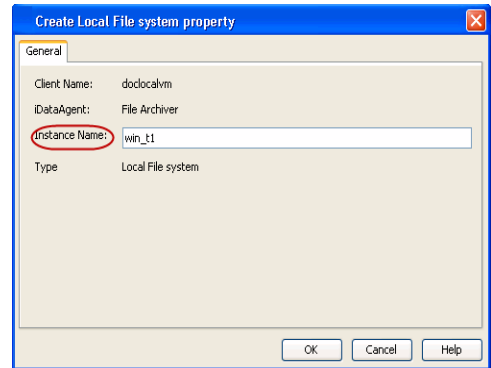 Create Local File system property
General
Client Name: doclocalvm
iDataAgent: File Archiver
Instance Name: win_t1
Type Local File system
OK Cancel Help